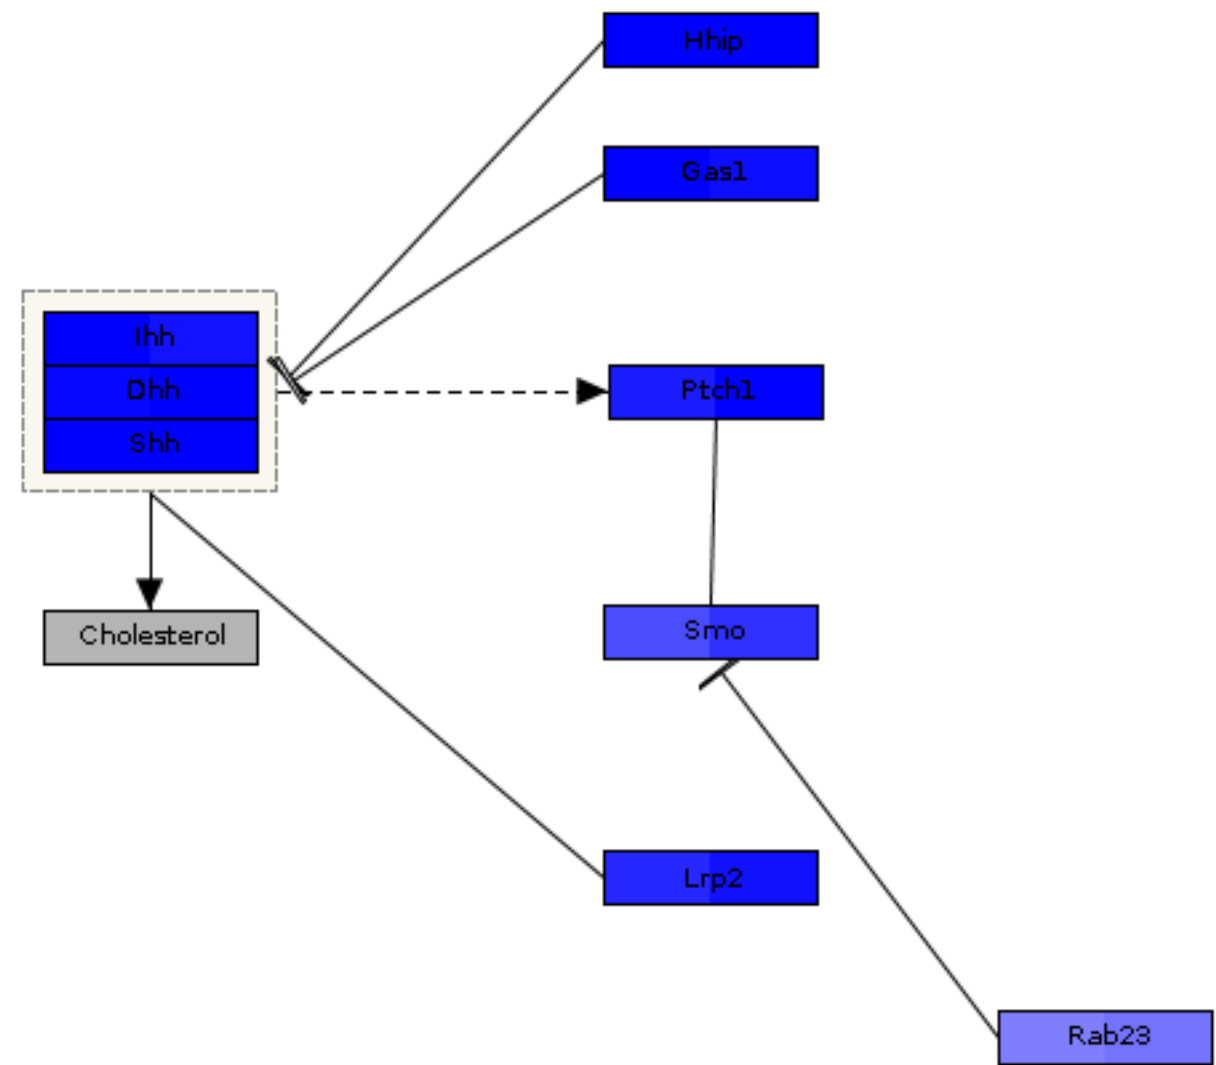 Hhip
Gas1
Ihh
Dhh
Ptch1
Shh
Smo
Cholesterol
Lrp2
Rab23